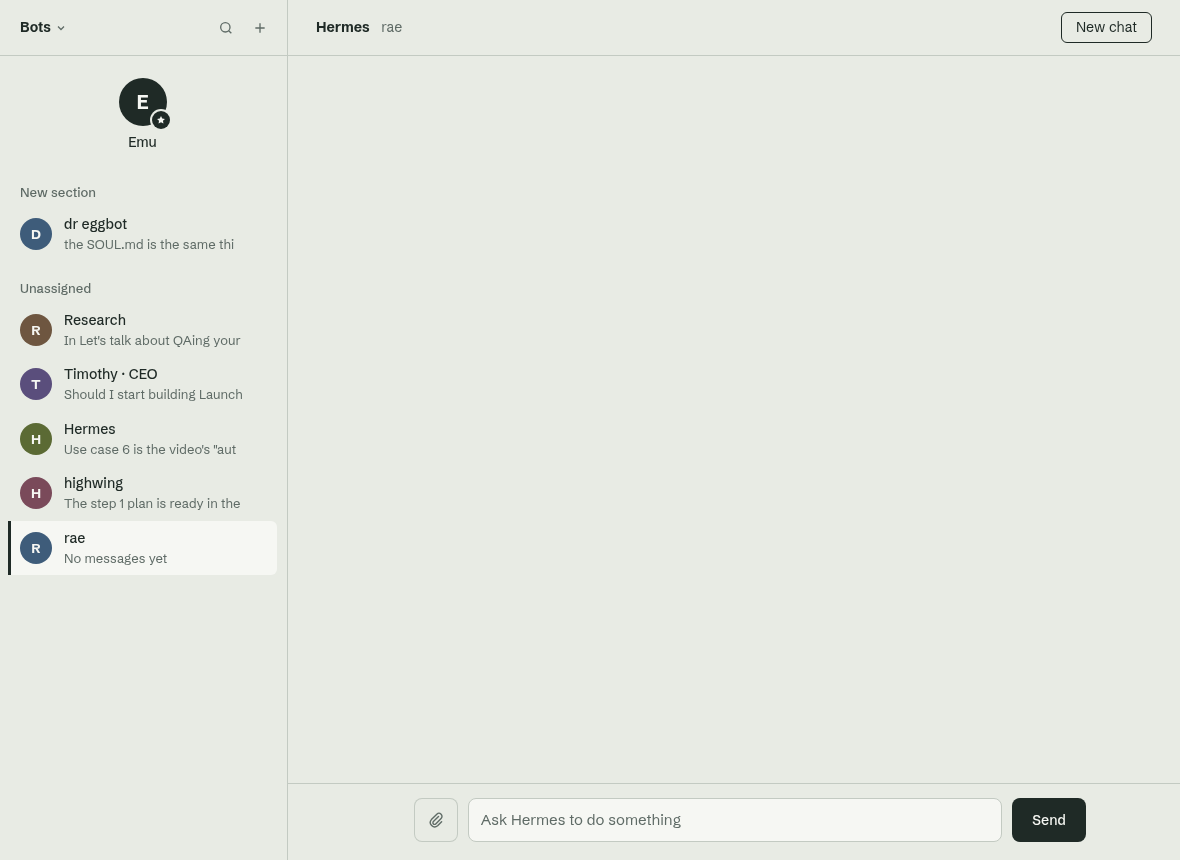 Bots
E
Emu
New section
D
dr eggbot
the SOUL.md is the same thi
Unassigned
R
Research
In Let's talk about QAing your
T
Timothy · CEO
Should I start building Launch
H
Hermes
Use case 6 is the video's "aut
H
highwing
The step 1 plan is ready in the
R
rae
No messages yet
Hermes rae
New chat
Ask Hermes to do something
Send